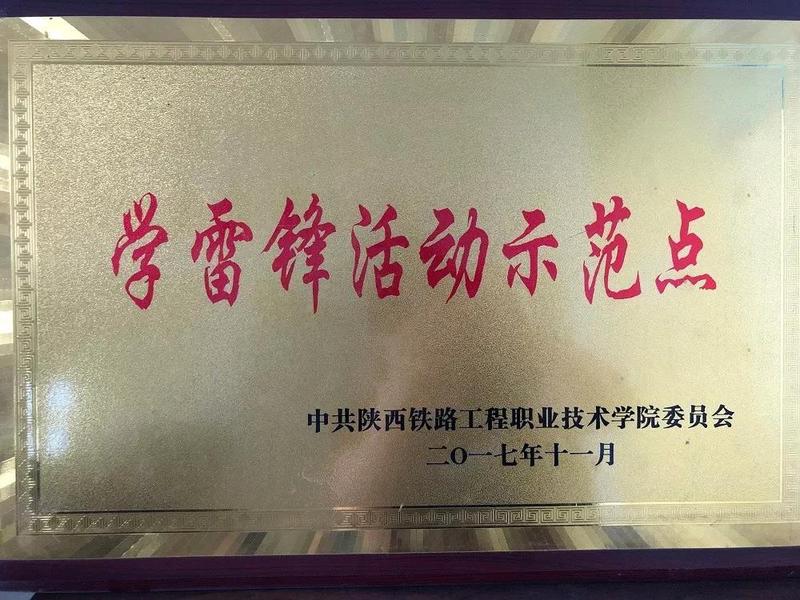 学雷锋活动示范点
中共陕西铁路工程职业技术学院委员会
二O一七年十一月